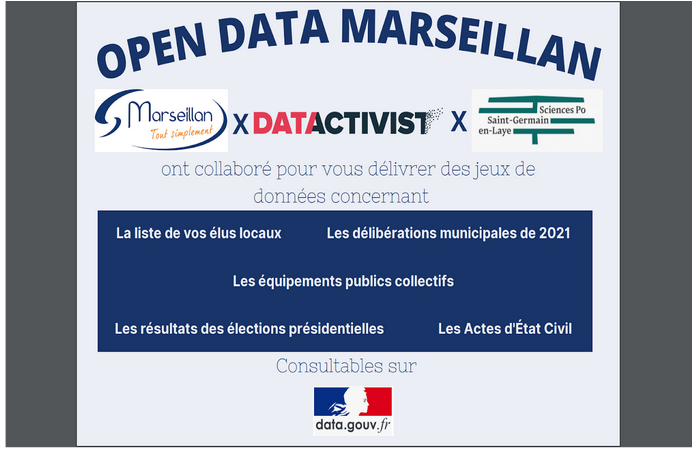 OPEN DATA MARSEILLAN
Marseillan
Tout simplement
X DATACTIVIST X
Sciences Po
Saint-Germain
en-Laye
ont collaboré pour vous délivrer des jeux de
données concernant
La liste de vos élus locaux
Les délibérations municipales de 2021
Les équipements publics collectifs
Les résultats des élections présidentielles
Les Actes d'État Civil
Consultables sur
data.gouv.fr